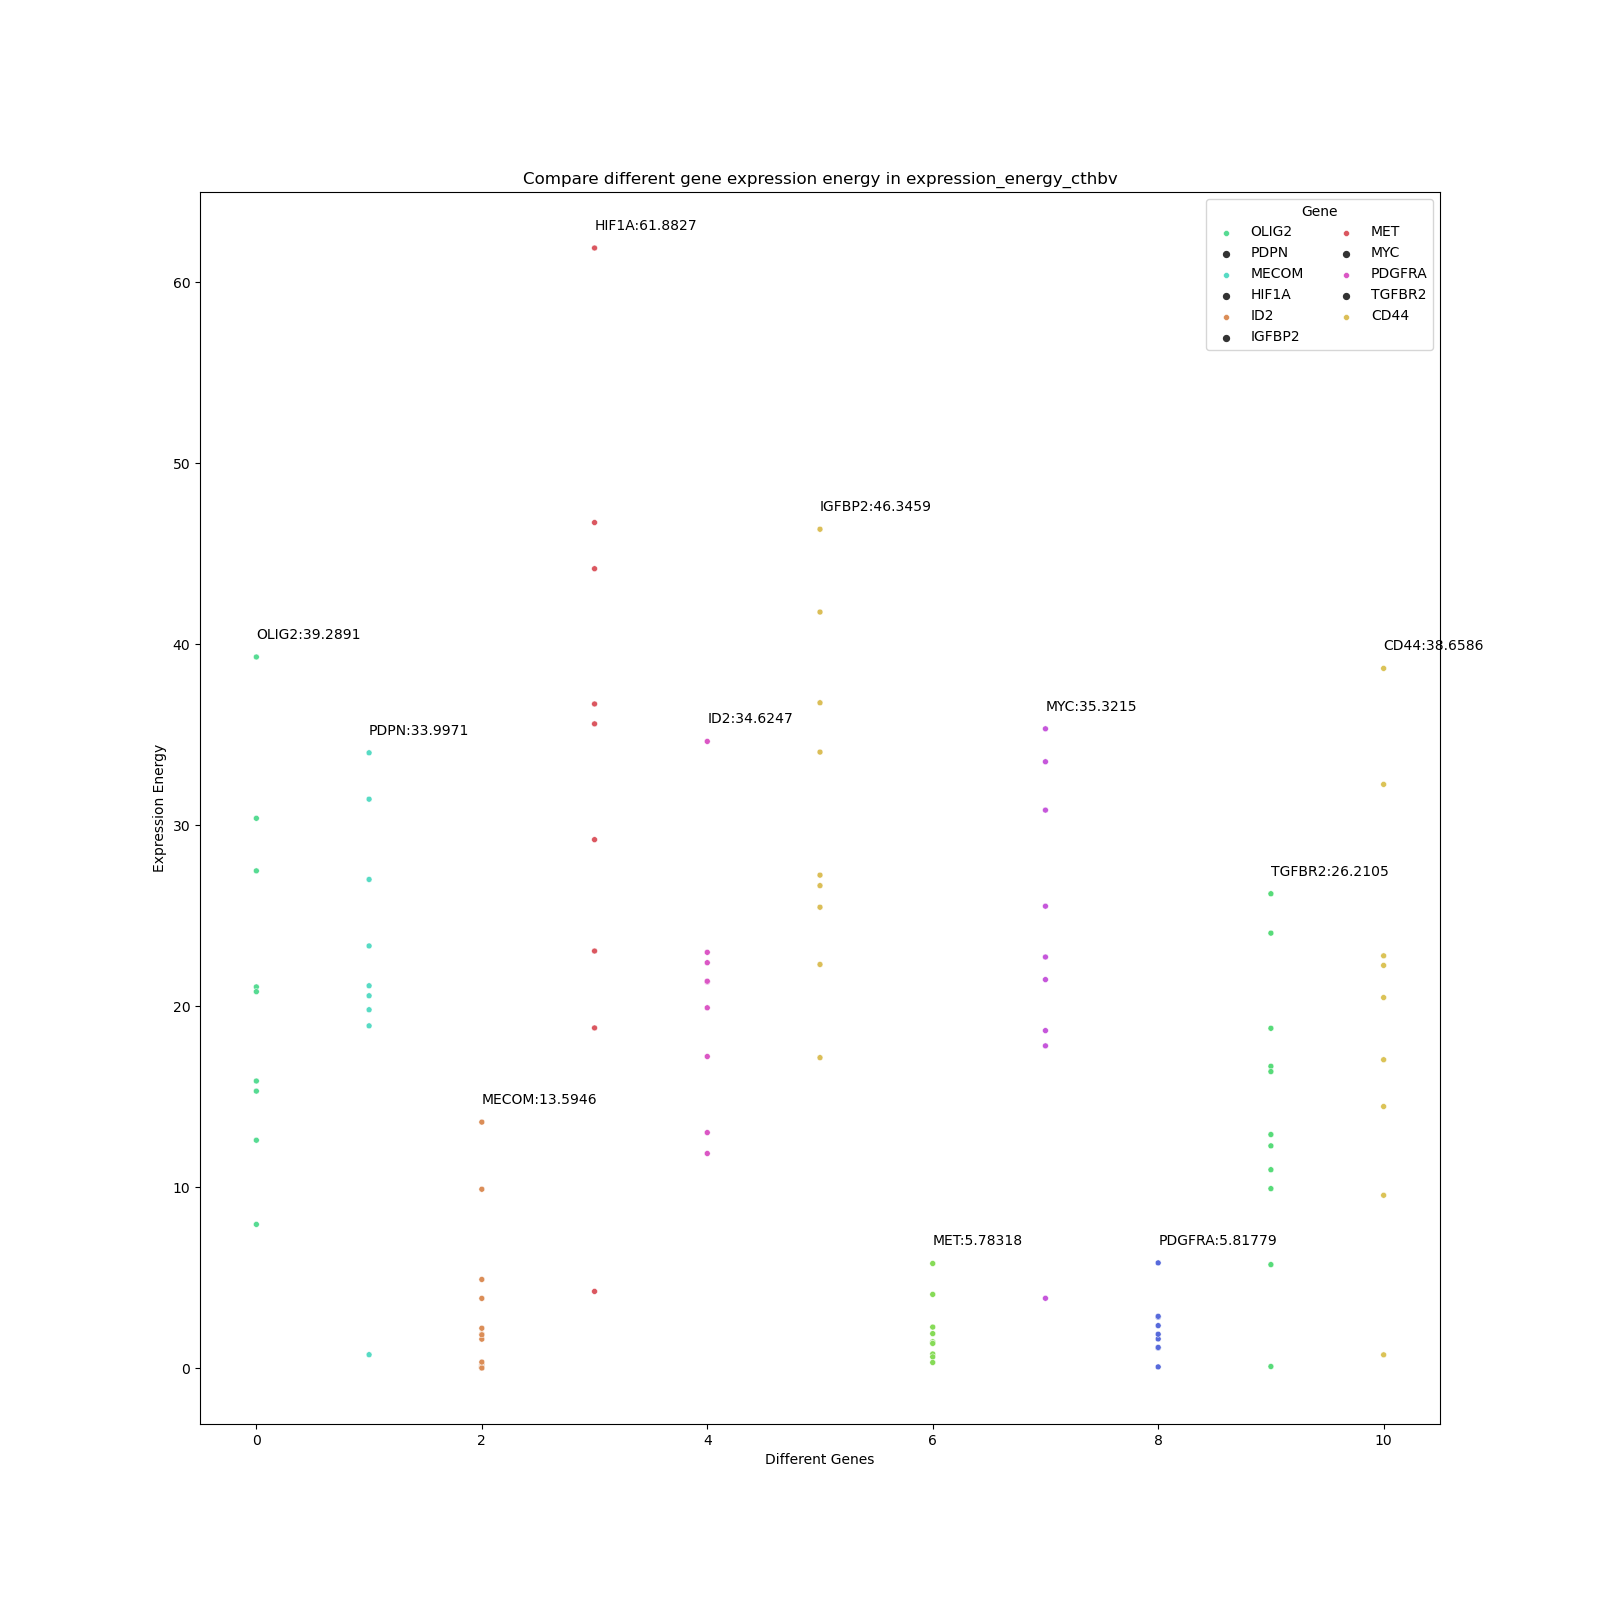 Compare different gene expression energy in expression_energy_cthbv
Gene
OLIG2 MET
PDPN MYC
MECOM PDGFRA
HIF1A TGFBR2
ID2 CD44
IGFBP2
HIF1A:61.8827
60
50
IGFBP2:46.3459
OLIG2:39.2891
40
CD44:38.6586
MYC:35.3215
ID2:34.6247
PDPN:33.9971
Expression Energy
30
TGFBR2:26.2105
20
MECOM:13.5946
10
MET:5.78318
PDGFRA:5.81779
0
0 2 4 6 8 10
Different Genes